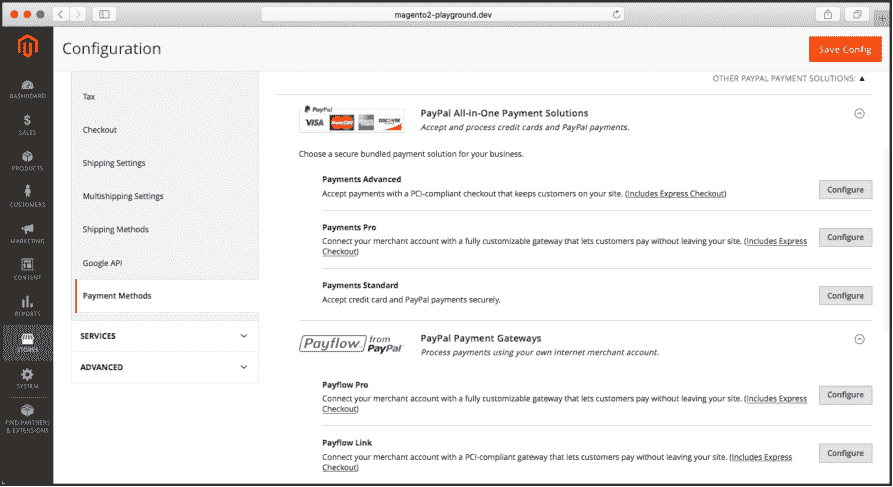 magento2-playground.dev
Configuration
Save Config
OTHER PAYPAL PAYMENT SOLUTIONS:
DASHBOARD
SALES
PRODUCTS
CUSTOMERS
MARKETING
CONTENT
REPORTS
STORES
SYSTEM
FIND PARTNERS
& EXTENSIONS
Tax
Checkout
Shipping Settings
Multishipping Settings
Shipping Methods
Google API
Payment Methods
SERVICES
ADVANCED
PayPal
VISA
DISCOVER
PayPal All-in-One Payment Solutions
Accept and process credit cards and PayPal payments.
Choose a secure bundled payment solution for your business.
Payments Advanced
Accept payments with a PCI-compliant checkout that keeps customers on your site. (Includes Express Checkout)
Configure
Payments Pro
Connect your merchant account with a fully customizable gateway that lets customers pay without leaving your site. (Includes Express
Checkout)
Configure
Payments Standard
Accept credit card and PayPal payments securely.
Configure
Payflow from
PayPal
PayPal Payment Gateways
Process payments using your own internet merchant account.
Payflow Pro
Connect your merchant account with a fully customizable gateway that lets customers pay without leaving your site. (Includes Express
Checkout)
Configure
Payflow Link
Connect your merchant account with a PCI-compliant gateway that lets customers pay without leaving your site. (Includes Express
Checkout)
Configure